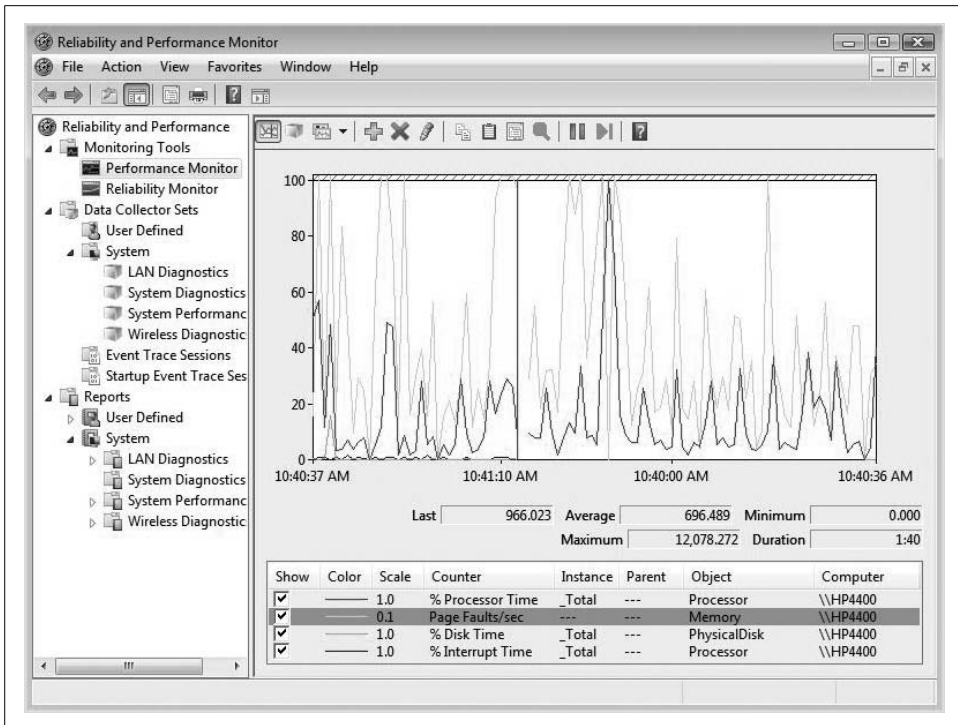 Reliability and Performance Monitor
File Action View Favorites Window Help
Reliability and Performance
Monitoring Tools
Performance Monitor
Reliability Monitor
Data Collector Sets
User Defined
System
LAN Diagnostics
System Diagnostics
System Performanc
Wireless Diagnostic
Event Trace Sessions
Startup Event Trace Ses
Reports
User Defined
System
LAN Diagnostics
System Diagnostics
System Performanc
Wireless Diagnostic
100
80
60
40
20
0
10:40:37 AM 10:41:10 AM 10:40:00 AM 10:40:36 AM
Last 966.023 Average 696.489 Minimum 0.000
Maximum 12,078.272 Duration 1:40
Show Color Scale Counter Instance Parent Object Computer
1.0 % Processor Time _Total --- Processor \\HP4400
0.1 Page Faults/sec --- --- Memory \\HP4400
1.0 % Disk Time _Total --- PhysicalDisk \\HP4400
1.0 % Interrupt Time _Total --- Processor \\HP4400